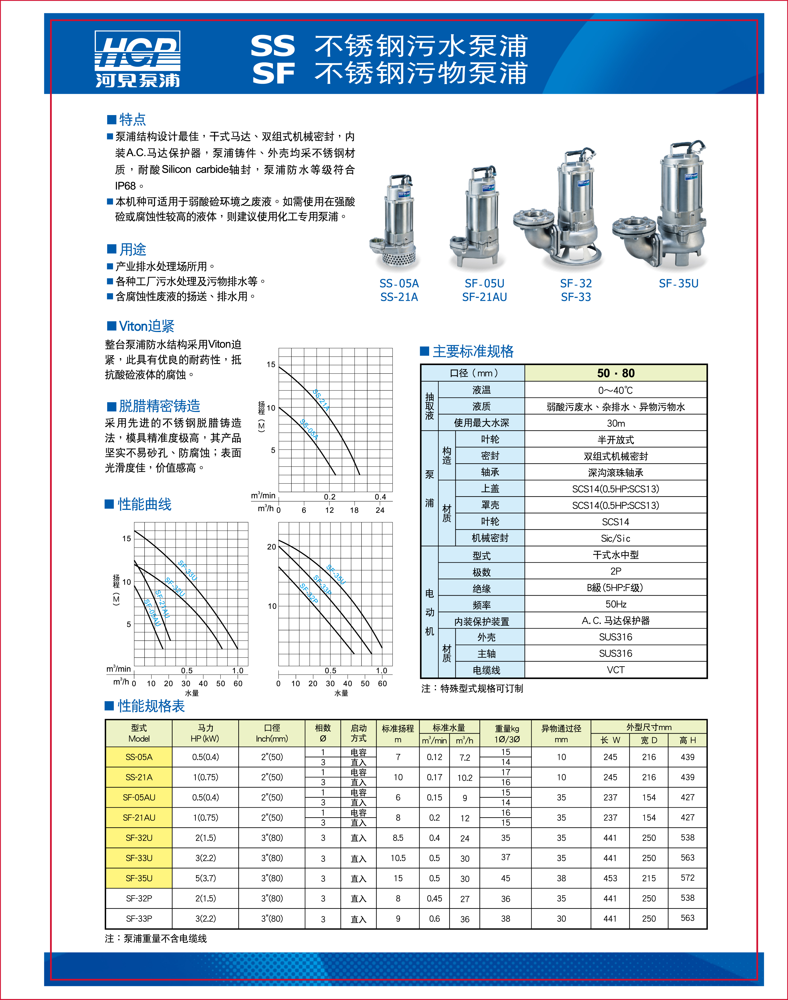 HCP
河見泵浦
SS 不锈钢污水泵浦
SF 不锈钢污物泵浦
特点
泵浦结构设计最佳，干式马达、双组式机械密封，内
装A.C.马达保护器，泵浦铸件、外壳均采不锈钢材
质，耐酸Silicon carbide轴封，泵浦防水等级符合
IP68。
本机种可适用于弱酸硷环境之废液。如需使用在强酸
硷或腐蚀性较高的液体，则建议使用化工专用泵浦。
用途
产业排水处理场所用。
各种工厂污水处理及污物排水等。
含腐蚀性废液的扬送、排水用。
SS-05A
SS-21A
SF-05U
SF-21AU
SF-32
SF-33
SF-35U
Viton迫紧
整台泵浦防水结构采用Viton迫
紧，此具有优良的耐药性，抵
抗酸硷液体的腐蚀。
脱腊精密铸造
采用先进的不锈钢脱腊铸造
法，模具精准度极高，其产品
坚实不易砂孔、防腐蚀；表面
光滑度佳，价值感高。
性能曲线
15
10
5
扬程（M）
SS-21A
SS-05A
m³/min 0.2 0.4
m³/h 0 6 12 18 24
15
10
5
扬程（M）
SF-33U
SF-32U
SF-21AU
SF-05AU
m³/min 0.5 1.0
m³/h 0 10 20 30 40 50 60
水量
20
10
SF-35U
SF-33P
SF-32P
0.5 1.0
0 10 20 30 40 50 60
水量
主要标准规格
口径（mm） 50·80
抽取液
液温 0～40℃
液质 弱酸污废水、杂排水、异物污物水
使用最大水深 30m
泵浦
构造
叶轮 半开放式
密封 双组式机械密封
轴承 深沟滚珠轴承
材质
上盖 SCS14(0.5HP:SCS13)
罩壳 SCS14(0.5HP:SCS13)
叶轮 SCS14
机械密封 Sic/Sic
电动机
型式 干式水中型
极数 2P
绝缘 B級(5HP:F级)
频率 50Hz
内装保护装置 A.C.马达保护器
材质
外壳 SUS316
主轴 SUS316
电缆线 VCT
注：特殊型式规格可订制
性能规格表
型式 马力 口徑 相数 启动 标准扬程 标准水量 重量kg 异物通过径 外型尺寸mm
Model HP(kW) Inch(mm) Ø 方式 m m³/min m³/h 1Ø/3Ø mm 长 W 宽 D 高 H
SS-05A 0.5(0.4) 2"(50) 1 电容 7 0.12 7.2 15 10 245 216 439
3 直入 14
SS-21A 1(0.75) 2"(50) 1 电容 10 0.17 10.2 17 10 245 216 439
3 直入 16
SF-05AU 0.5(0.4) 2"(50) 1 电容 6 0.15 9 15 35 237 154 427
3 直入 14
SF-21AU 1(0.75) 2"(50) 1 电容 8 0.2 12 16 35 237 154 427
3 直入 15
SF-32U 2(1.5) 3"(80) 3 直入 8.5 0.4 24 35 35 441 250 538
SF-33U 3(2.2) 3"(80) 3 直入 10.5 0.5 30 37 35 441 250 563
SF-35U 5(3.7) 3"(80) 3 直入 15 0.5 30 45 38 453 215 572
SF-32P 2(1.5) 3"(80) 3 直入 8 0.45 27 36 35 441 250 538
SF-33P 3(2.2) 3"(80) 3 直入 9 0.6 36 38 30 441 250 563
注：泵浦重量不含电缆线